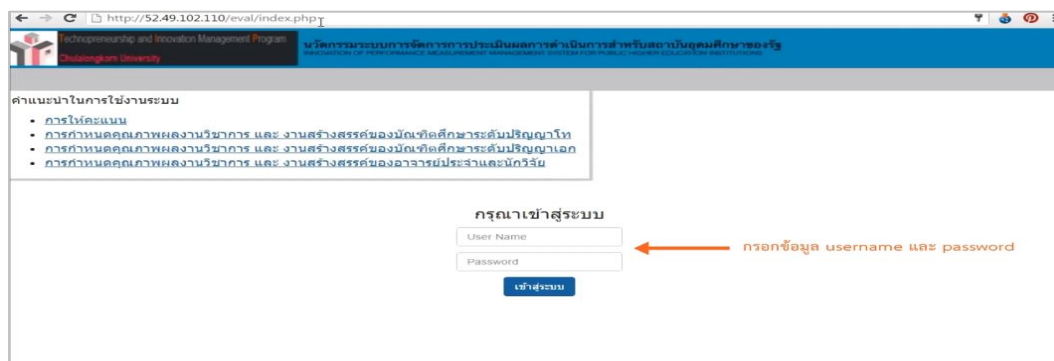 http://52.49.102.110/eval/index.php
Technopreneurship and Innovation Management Program
Chulalongkorn University
นวัตกรรมระบบการจัดการการประเมินผลการดำเนินการสำหรับสถาบันอุดมศึกษาของรัฐ
INNOVATION OF PERFORMANCE MEASUREMENT MANAGEMENT SYSTEM FOR PUBLIC HIGHER EDUCATION INSTITUTIONS
คำแนะนำในการใช้งานระบบ
• การให้คะแนน
• การกำหนดคุณภาพผลงานวิชาการ และ งานสร้างสรรค์ของบัณฑิตศึกษาระดับปริญญาโท
• การกำหนดคุณภาพผลงานวิชาการ และ งานสร้างสรรค์ของบัณฑิตศึกษาระดับปริญญาเอก
• การกำหนดคุณภาพผลงานวิชาการ และ งานสร้างสรรค์ของอาจารย์ประจำและนักวิจัย
กรุณาเข้าสู่ระบบ
User Name
กรอกข้อมูล username และ password
Password
เข้าสู่ระบบ